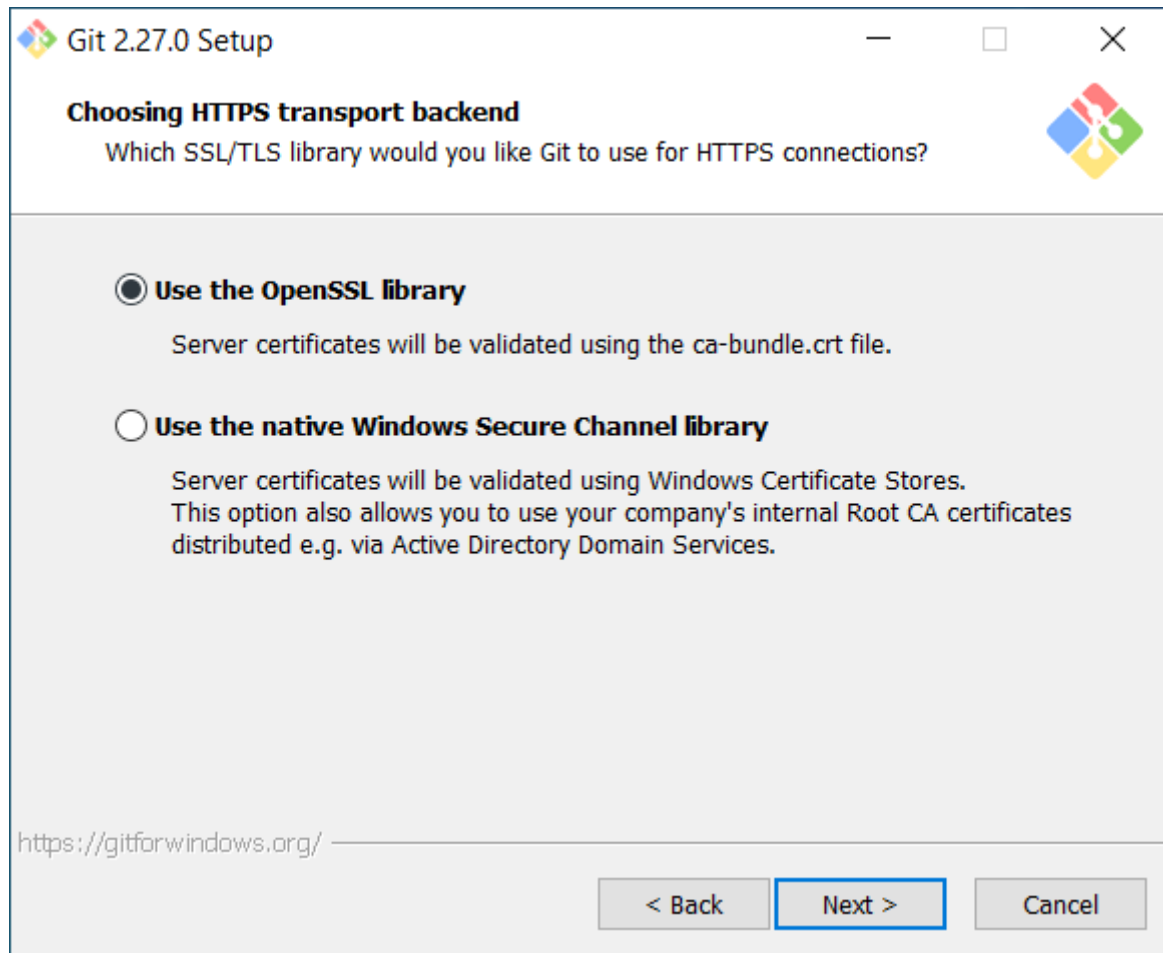 Git 2.27.0 Setup
Choosing HTTPS transport backend
Which SSL/TLS library would you like Git to use for HTTPS connections?
Use the OpenSSL library
Server certificates will be validated using the ca-bundle.crt file.
Use the native Windows Secure Channel library
Server certificates will be validated using Windows Certificate Stores.
This option also allows you to use your company's internal Root CA certificates
distributed e.g. via Active Directory Domain Services.
https://gitforwindows.org/
< Back
Next >
Cancel